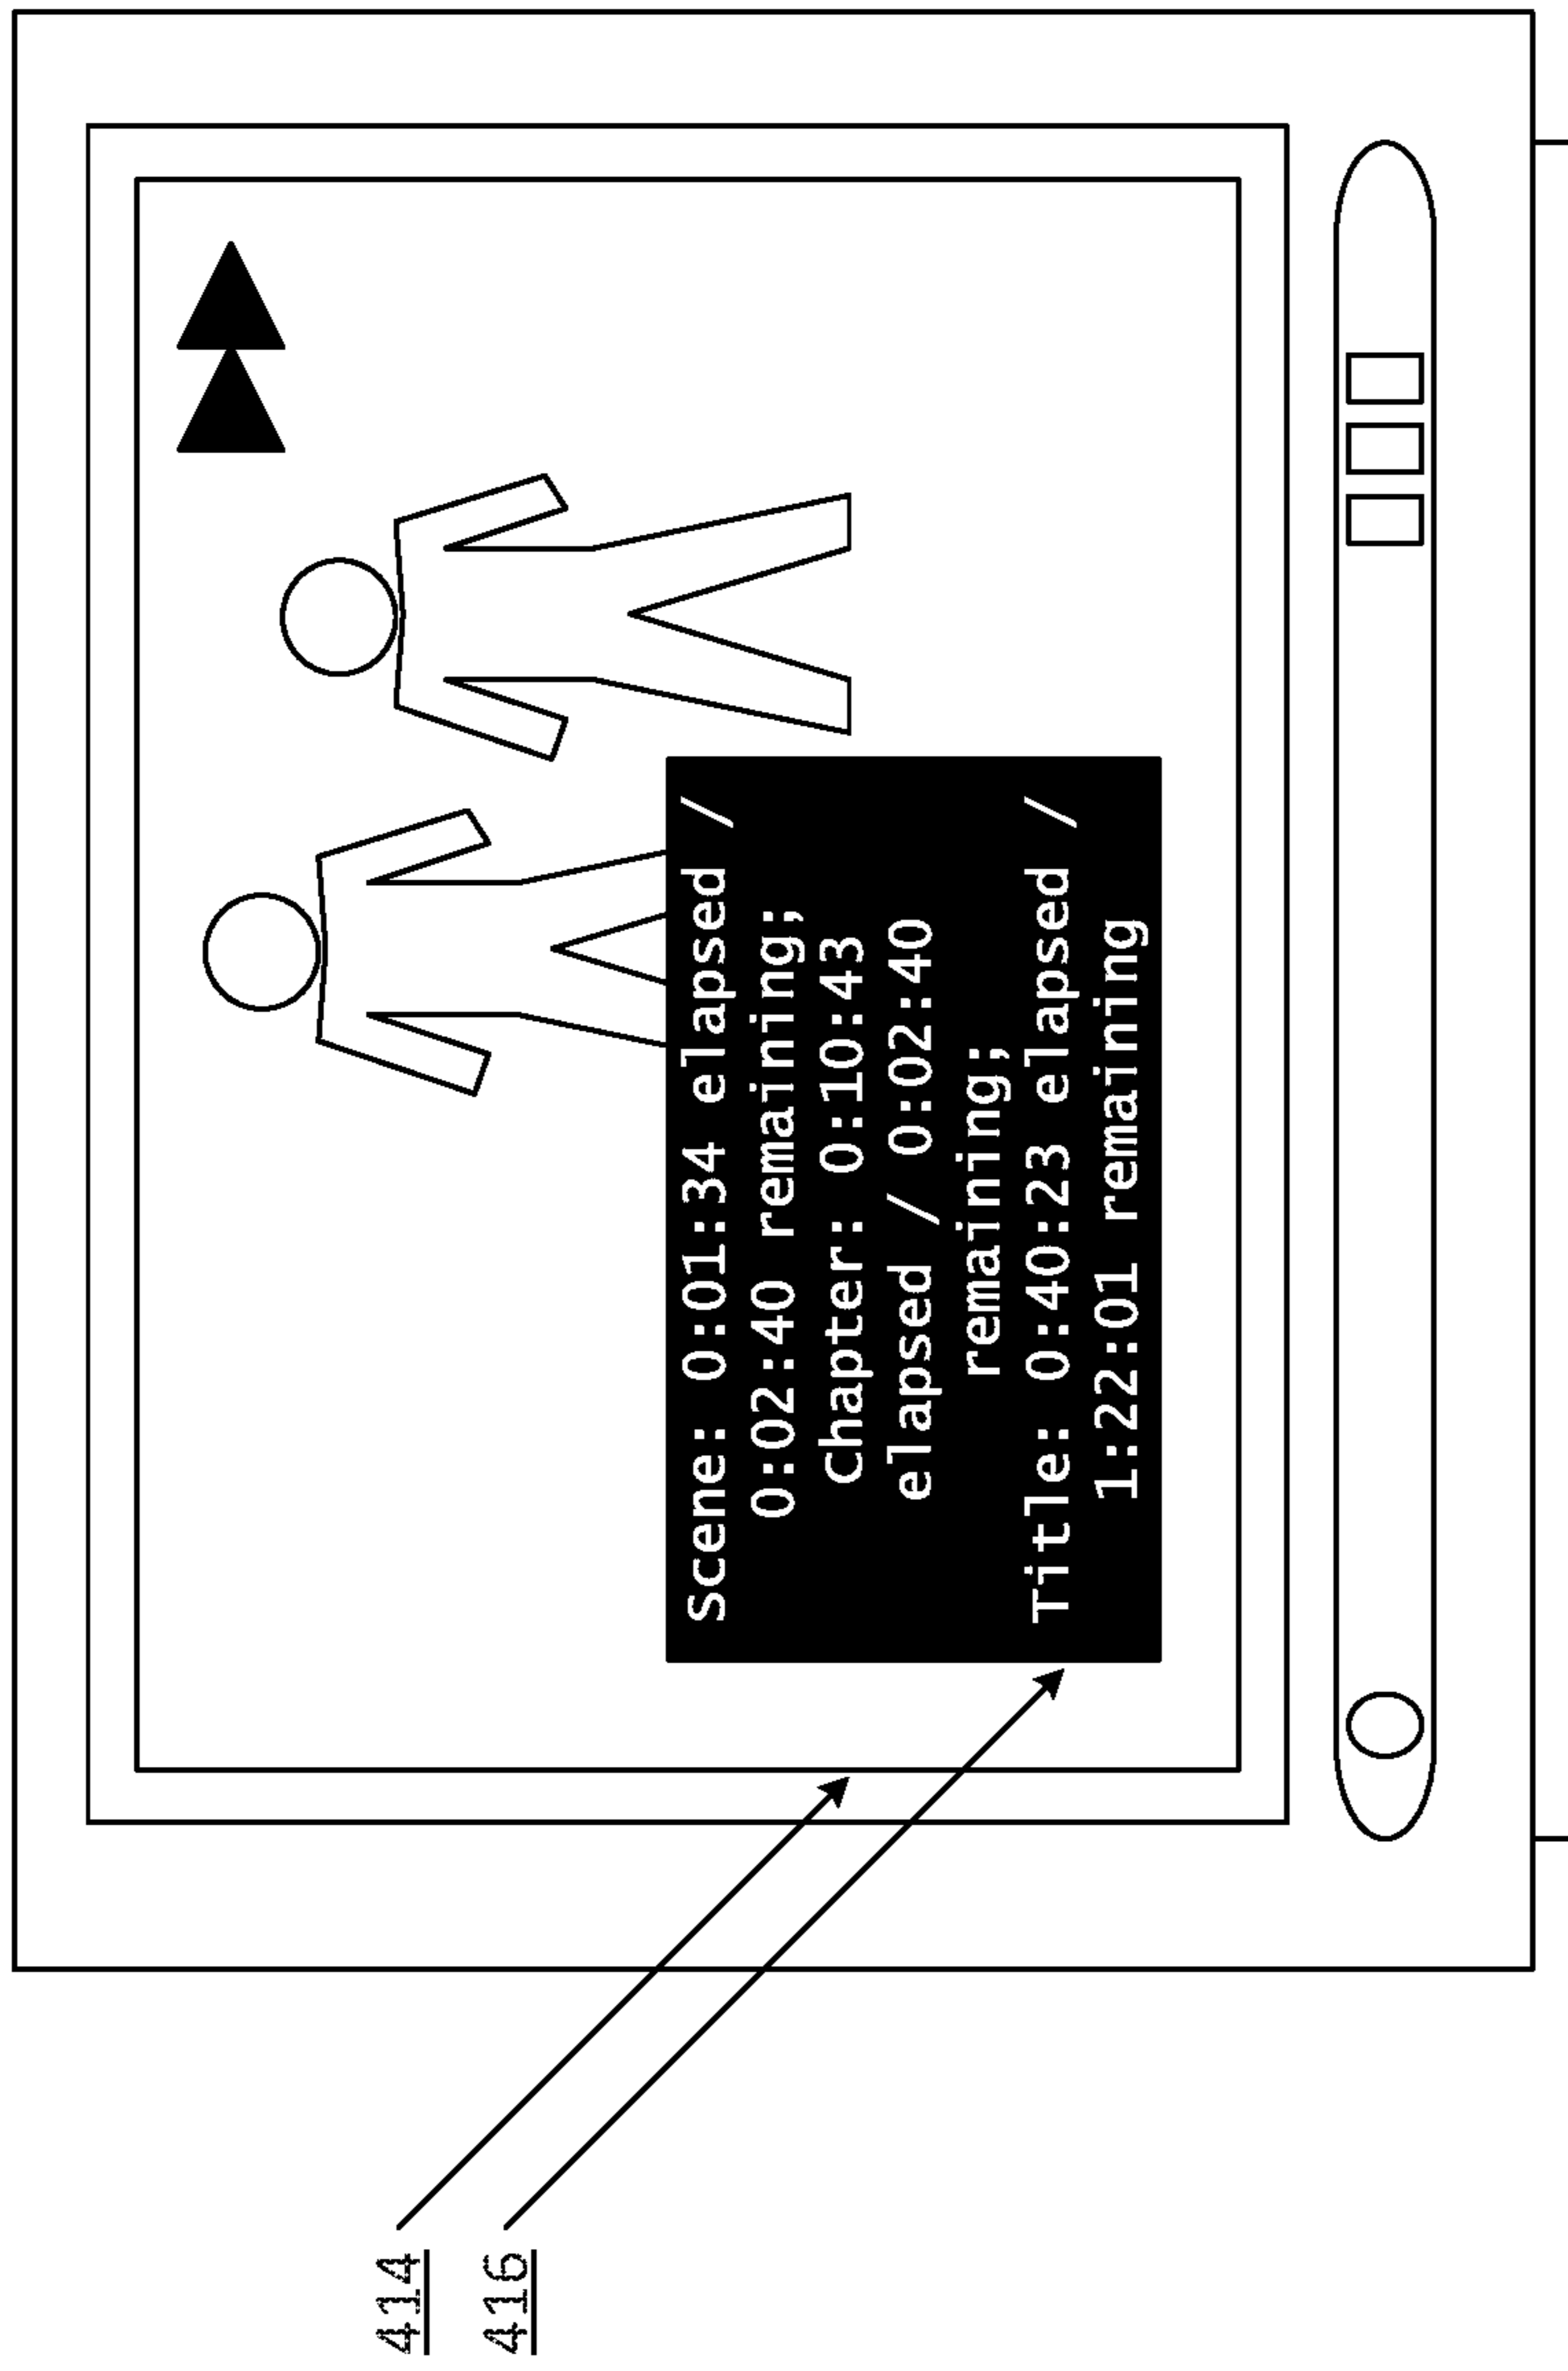 Scene: 0:01:34 elapsed /
0:02:40 remaining;
Chapter: 0:10:43
elapsed / 0:02:40
remaining;
Title: 0:40:23 elapsed /
1:22:01 remaining
414
416